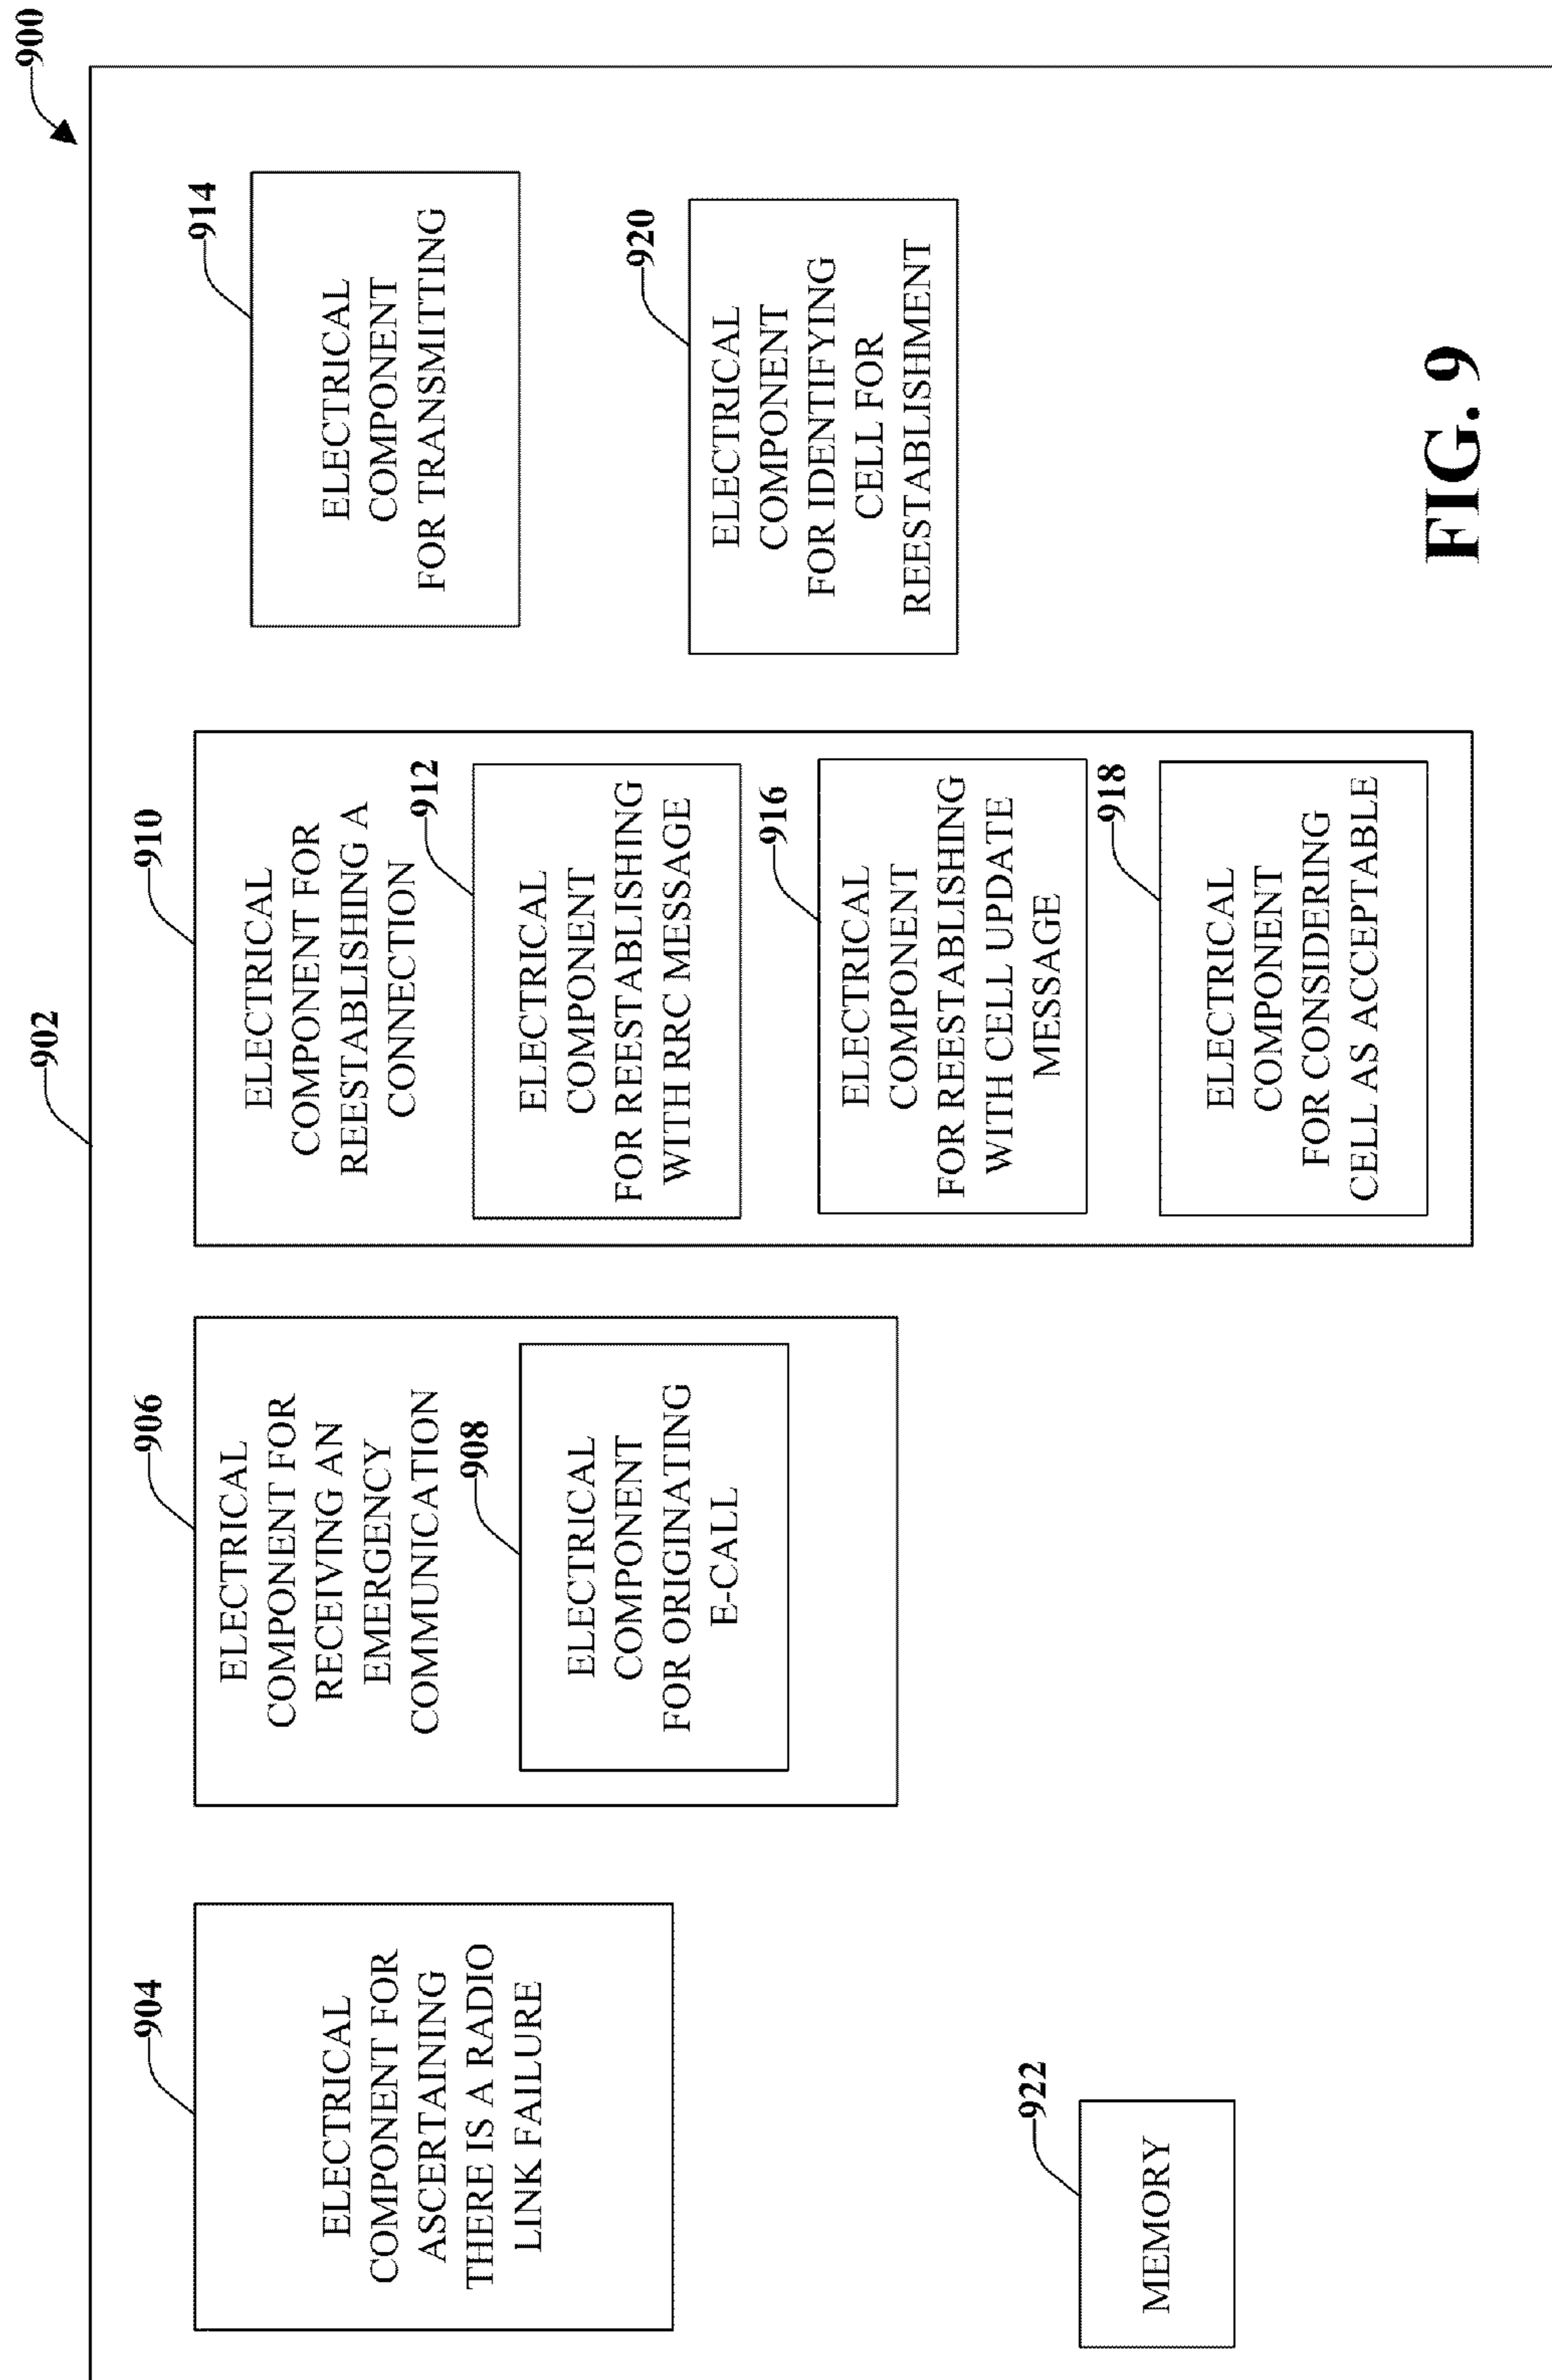 900
902
904
ELECTRICAL
COMPONENT FOR
ASCERTAINING
THERE IS A RADIO
LINK FAILURE
906
ELECTRICAL
COMPONENT FOR
RECEIVING AN
EMERGENCY
COMMUNICATION
908
ELECTRICAL
COMPONENT
FOR ORIGINATING
E-CALL
910
ELECTRICAL
COMPONENT FOR
REESTABLISHING A
CONNECTION
912
ELECTRICAL
COMPONENT
FOR REESTABLISHING
WITH RRC MESSAGE
916
ELECTRICAL
COMPONENT
FOR REESTABLISHING
WITH CELL UPDATE
MESSAGE
918
ELECTRICAL
COMPONENT
FOR CONSIDERING
CELL AS ACCEPTABLE
914
ELECTRICAL
COMPONENT
FOR TRANSMITTING
920
ELECTRICAL
COMPONENT
FOR IDENTIFYING
CELL FOR
REESTABLISHMENT
922
MEMORY
FIG. 9